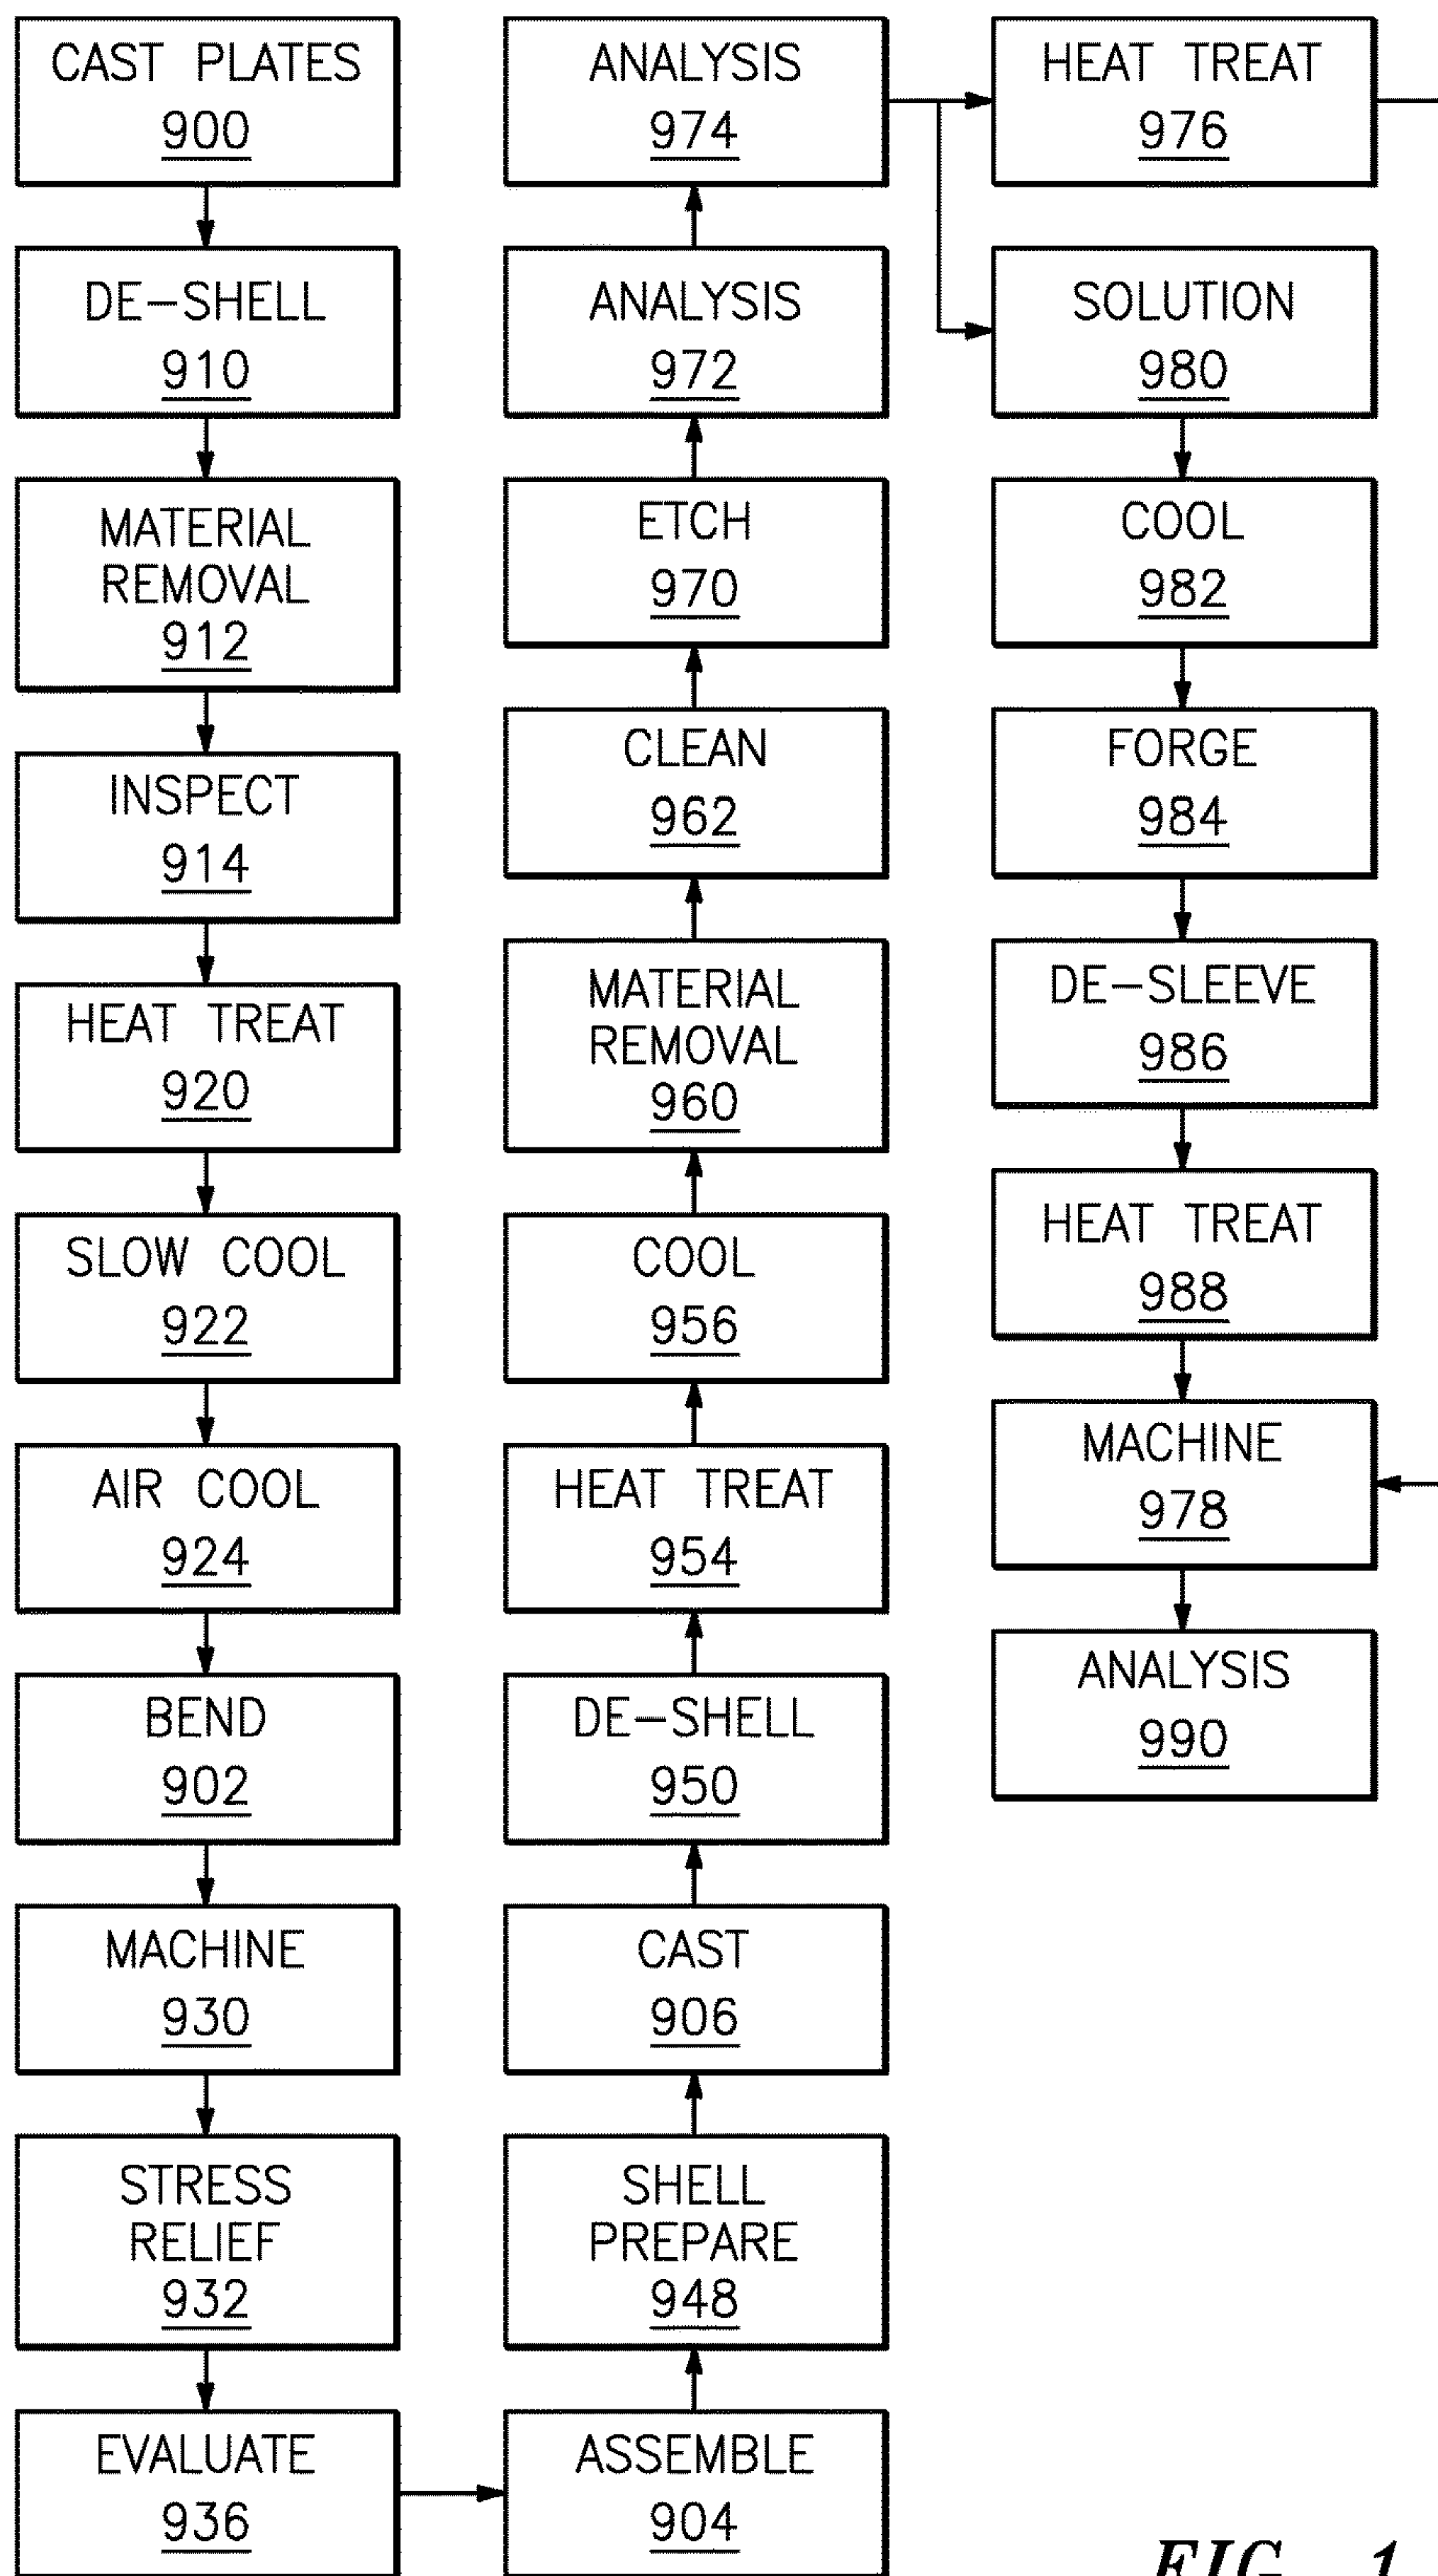 CAST PLATES
900
DE-SHELL
910
MATERIAL
REMOVAL
912
INSPECT
914
HEAT TREAT
920
SLOW COOL
922
AIR COOL
924
BEND
902
MACHINE
930
STRESS
RELIEF
932
EVALUATE
936
ANALYSIS
974
ANALYSIS
972
ETCH
970
CLEAN
962
MATERIAL
REMOVAL
960
COOL
956
HEAT TREAT
954
DE-SHELL
950
CAST
906
SHELL
PREPARE
948
ASSEMBLE
904
HEAT TREAT
976
SOLUTION
980
COOL
982
FORGE
984
DE-SLEEVE
986
HEAT TREAT
988
MACHINE
978
ANALYSIS
990
FIG. 1